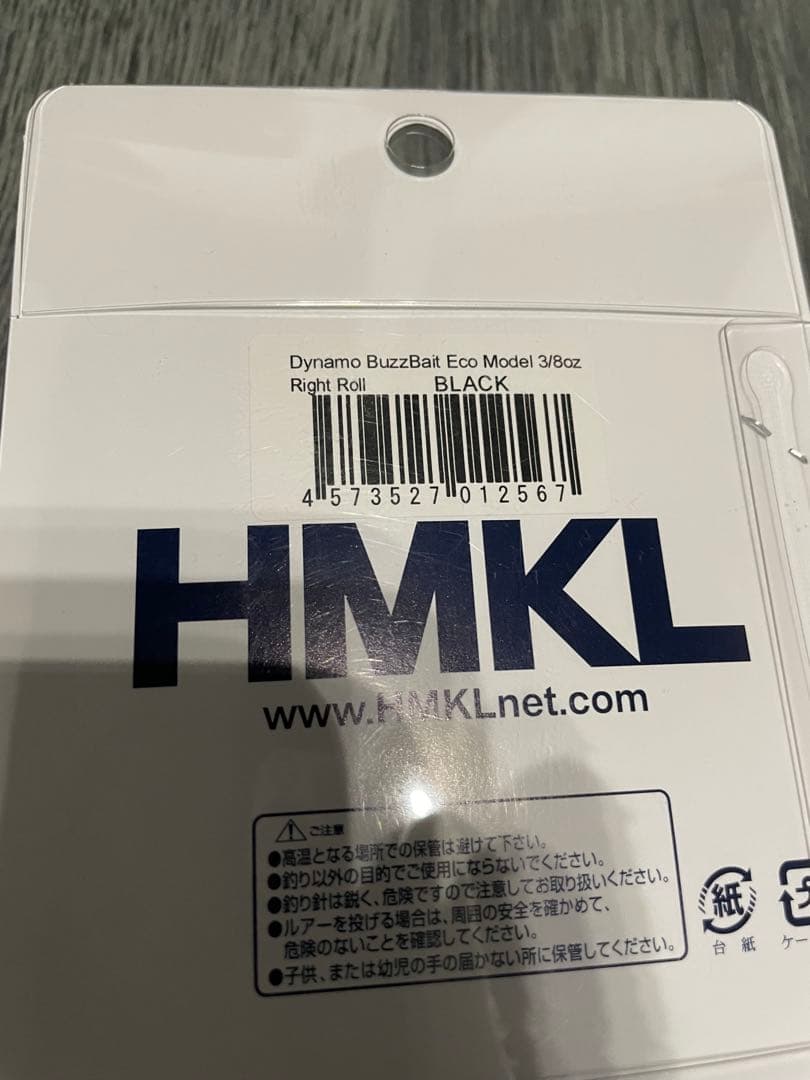 Dynamo BuzzBait Eco Model 3/8oz
Right Roll BLACK
4 573527 012567
HMKL
www.HMKLnet.com
ご注意
●高温となる場所での保管は避けて下さい。
●釣り以外の目的でご使用にならないでください。
●釣り針は鋭く、危険ですので注意してお取り扱いください。
●ルアーを投げる場合は、周囲の安全を確かめて、
危険のないことを確認してください。
●子供、または幼児の手の届かない所に保管してください。
紙
台紙
ケー